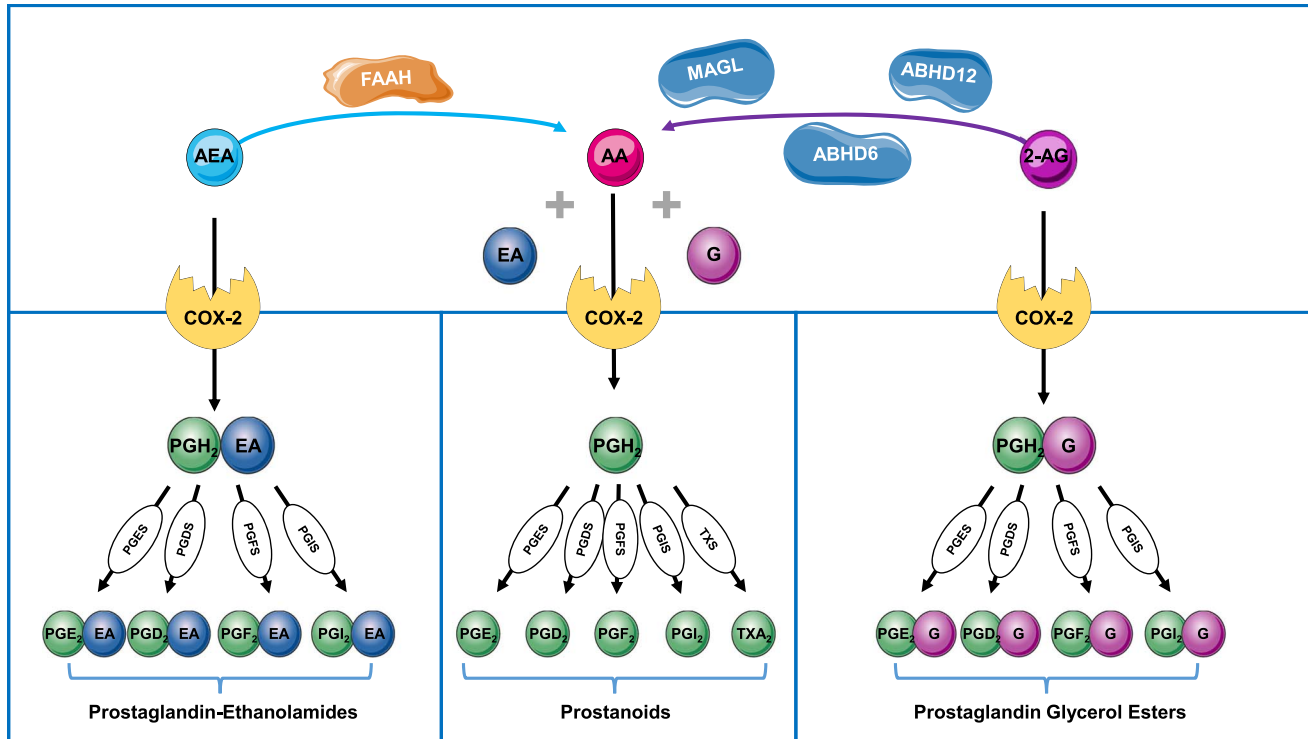 FAAH
MAGL
ABHD12
AEA
AA
ABHD6
2-AG
+
+
EA
G
COX-2
COX-2
COX-2
PGH₂ EA
PGH₂
PGH₂ G
PGES PGDS PGFS PGIS
PGES PGDS PGFS PGIS TXS
PGES PGDS PGFS PGIS
PGE₂ EA PGD₂ EA PGF₂ EA PGI₂ EA
PGE₂ PGD₂ PGF₂ PGI₂ TXA₂
PGE₂ G PGD₂ G PGF₂ G PGI₂ G
Prostaglandin-Ethanolamides
Prostanoids
Prostaglandin Glycerol Esters